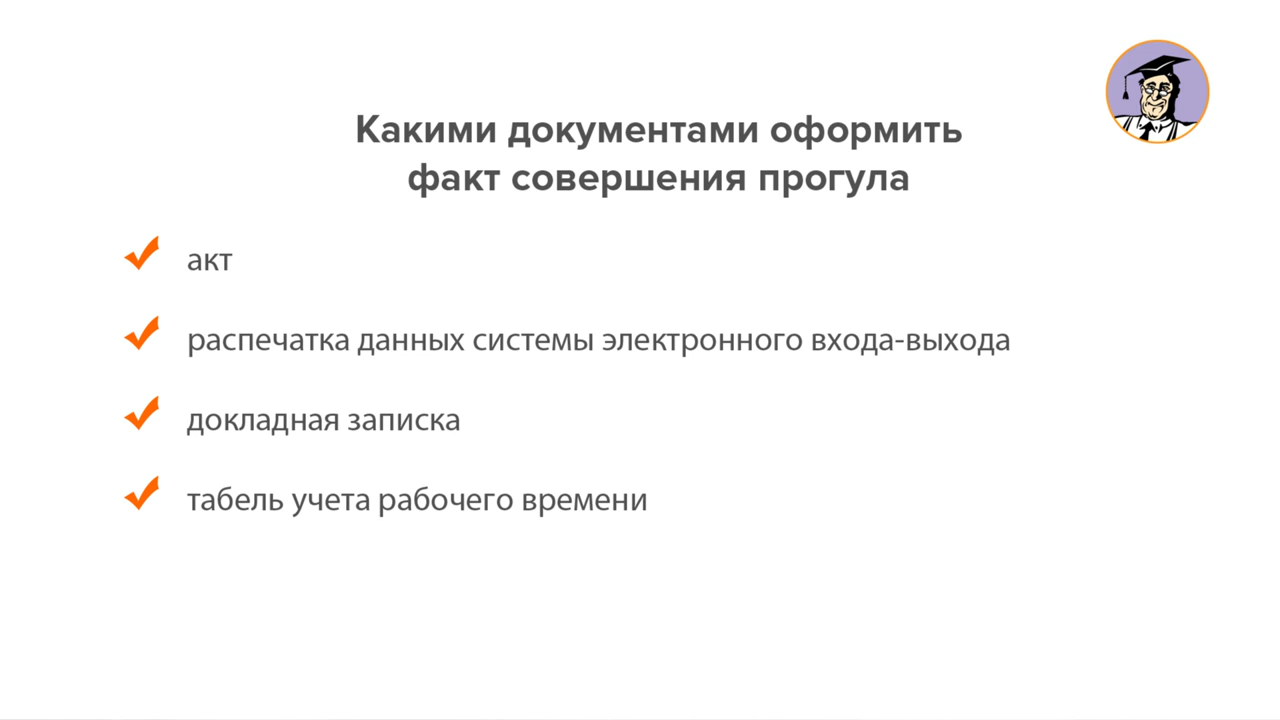 Какими документами оформить
факт совершения прогула
акт
распечатка данных системы электронного входа-выхода
докладная записка
табель учета рабочего времени